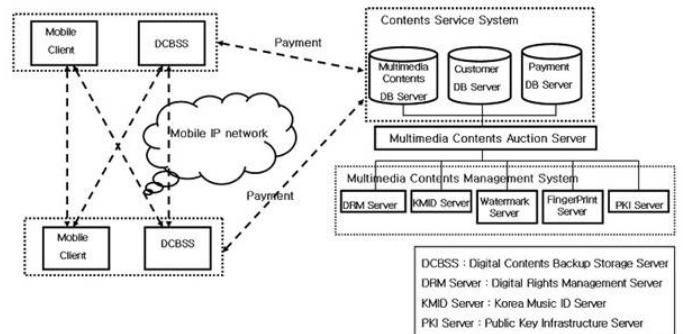 Mobile
Client
DCBSS
Payment
Contents Service System
Multimedia
Contents
DB Server
Customer
DB Server
Payment
DB Server
Mobile IP network
Multimedia Contents Auction Server
Multimedia Contents Management System
DRM Server
KMID Server
Watermark
Server
FingerPrint
Server
PKI Server
Payment
Mobile
Client
DCBSS
DCBSS : Digital Contents Backup Storage Server
DRM Server : Digital Rights Management Server
KMID Server : Korea Music ID Server
PKI Server : Public Key Infrastructure Server